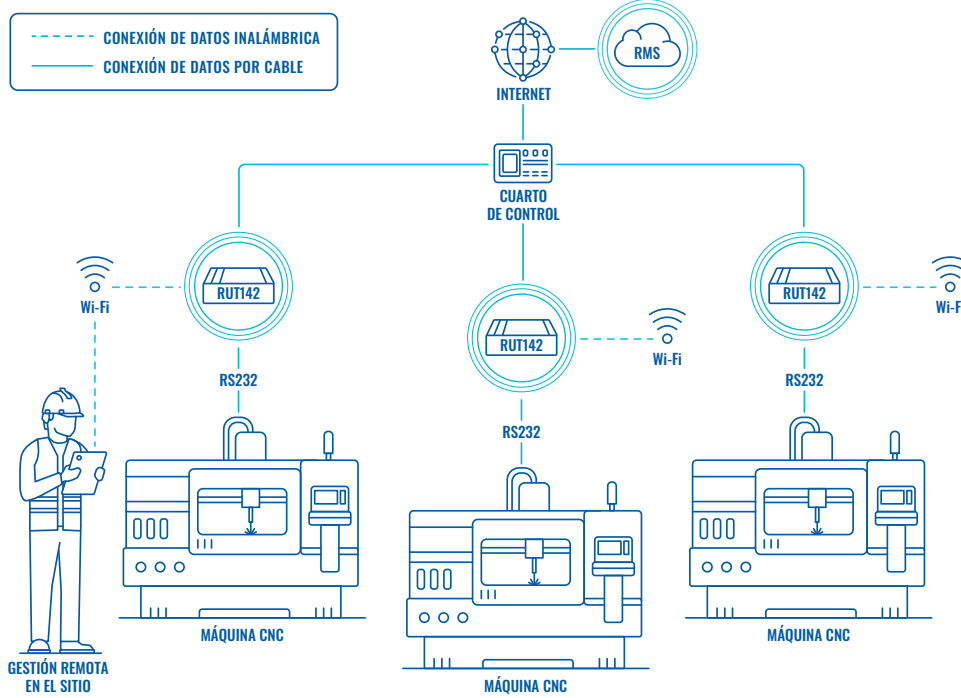 CONEXIÓN DE DATOS INALÁMBRICA
CONEXIÓN DE DATOS POR CABLE
RMS
INTERNET
CUARTO
DE CONTROL
RUT142
Wi-Fi
RS232
RUT142
Wi-Fi
RS232
RUT142
Wi-F
RS232
MÁQUINA CNC
MÁQUINA CNC
MÁQUINA CNC
GESTIÓN REMOTA
EN EL SITIO